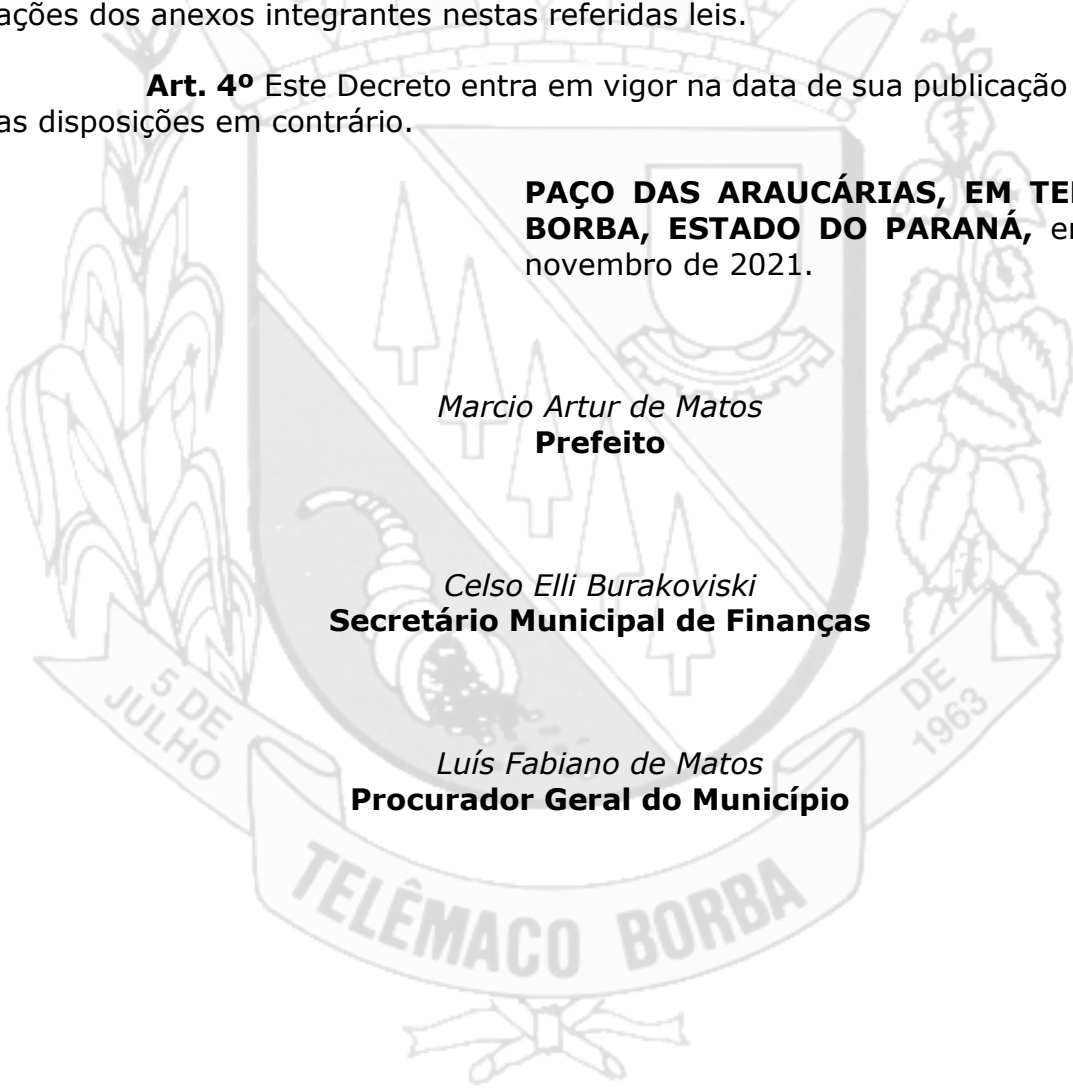 ações dos anexos integrantes nestas referidas leis.
Art. 4º Este Decreto entra em vigor na data de sua publicação
as disposições em contrário.
PAÇO DAS ARAUCÁRIAS, EM
BORBA, ESTADO DO PARANÁ,
novembro de 2021.
Marcio Artur de Matos
Prefeito
Celso Elli Burakoviski
Secretário Municipal de Finanças
5 DE
JULHO
DE
1963
Luís Fabiano de Matos
Procurador Geral do Município
TELÊMACO BORBA